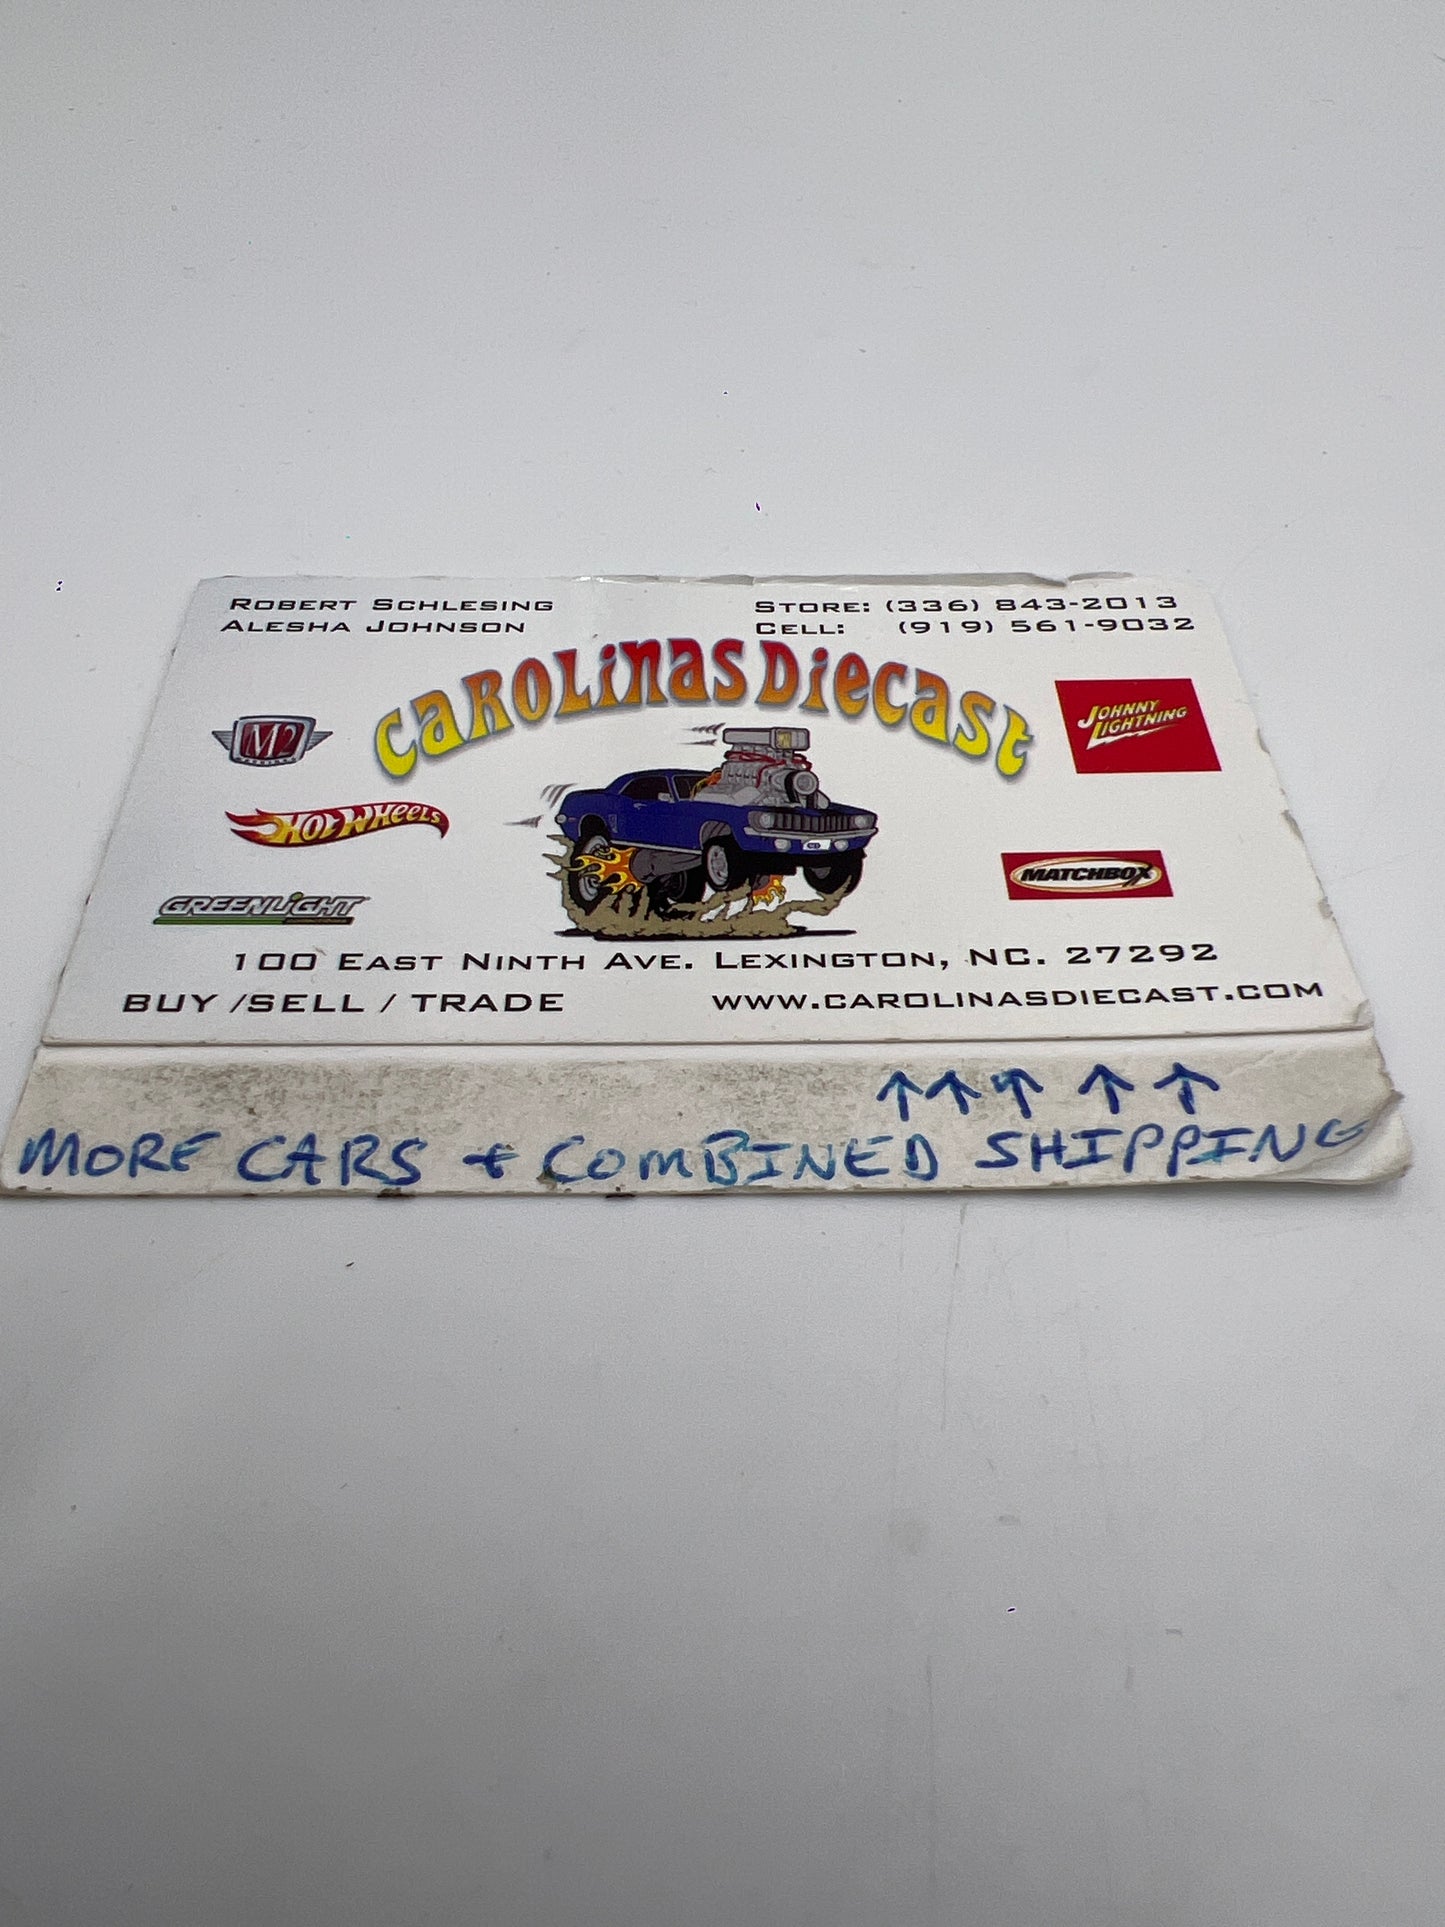 ROBERT SCHLESING
ALESHA JOHNSON
STORE: (336) 843-2013
CELL: (919) 561-9032
CAROLINAS DIECAST
M2
JOHNNY
LIGHTNING
HOT WHEELS
MATCHBOX
GREENLIGHT
100 EAST NINTH AVE. LEXINGTON, NC. 27292
BUY /SELL / TRADE
WWW.CAROLINASDIECAST.COM
↑ ↑ ↑ ↑ ↑
MORE CARS + COMBINED SHIPPING